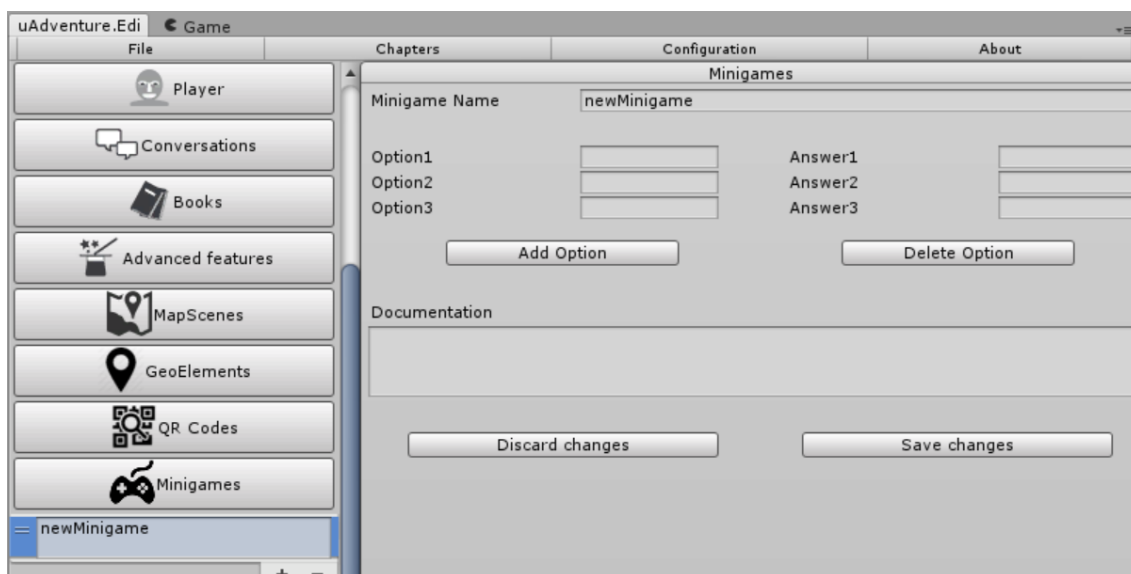 uAdventure.Edi Game
File Chapters Configuration About
Player
Conversations
Books
Advanced features
MapScenes
GeoElements
QR Codes
Minigames
newMinigame
Minigames
Minigame Name newMinigame
Option1 Answer1
Option2 Answer2
Option3 Answer3
Add Option Delete Option
Documentation
Discard changes Save changes